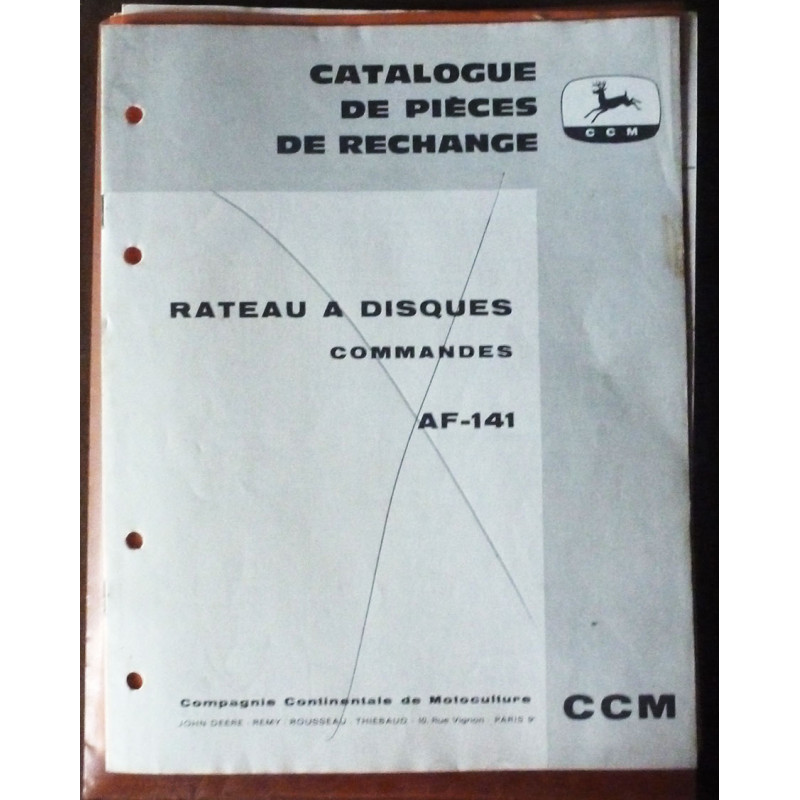 CATALOGUE
DE PIÈCES
DE RECHANGE
CCM
RATEAU A DISQUES
COMMANDES
AF-141
Compagnie Continentale de Motoculture
JOHN DEERE - REMY - ROUSSEAU - THIEBAUD - 10, Rue Vignon - PARIS 9e
CCM